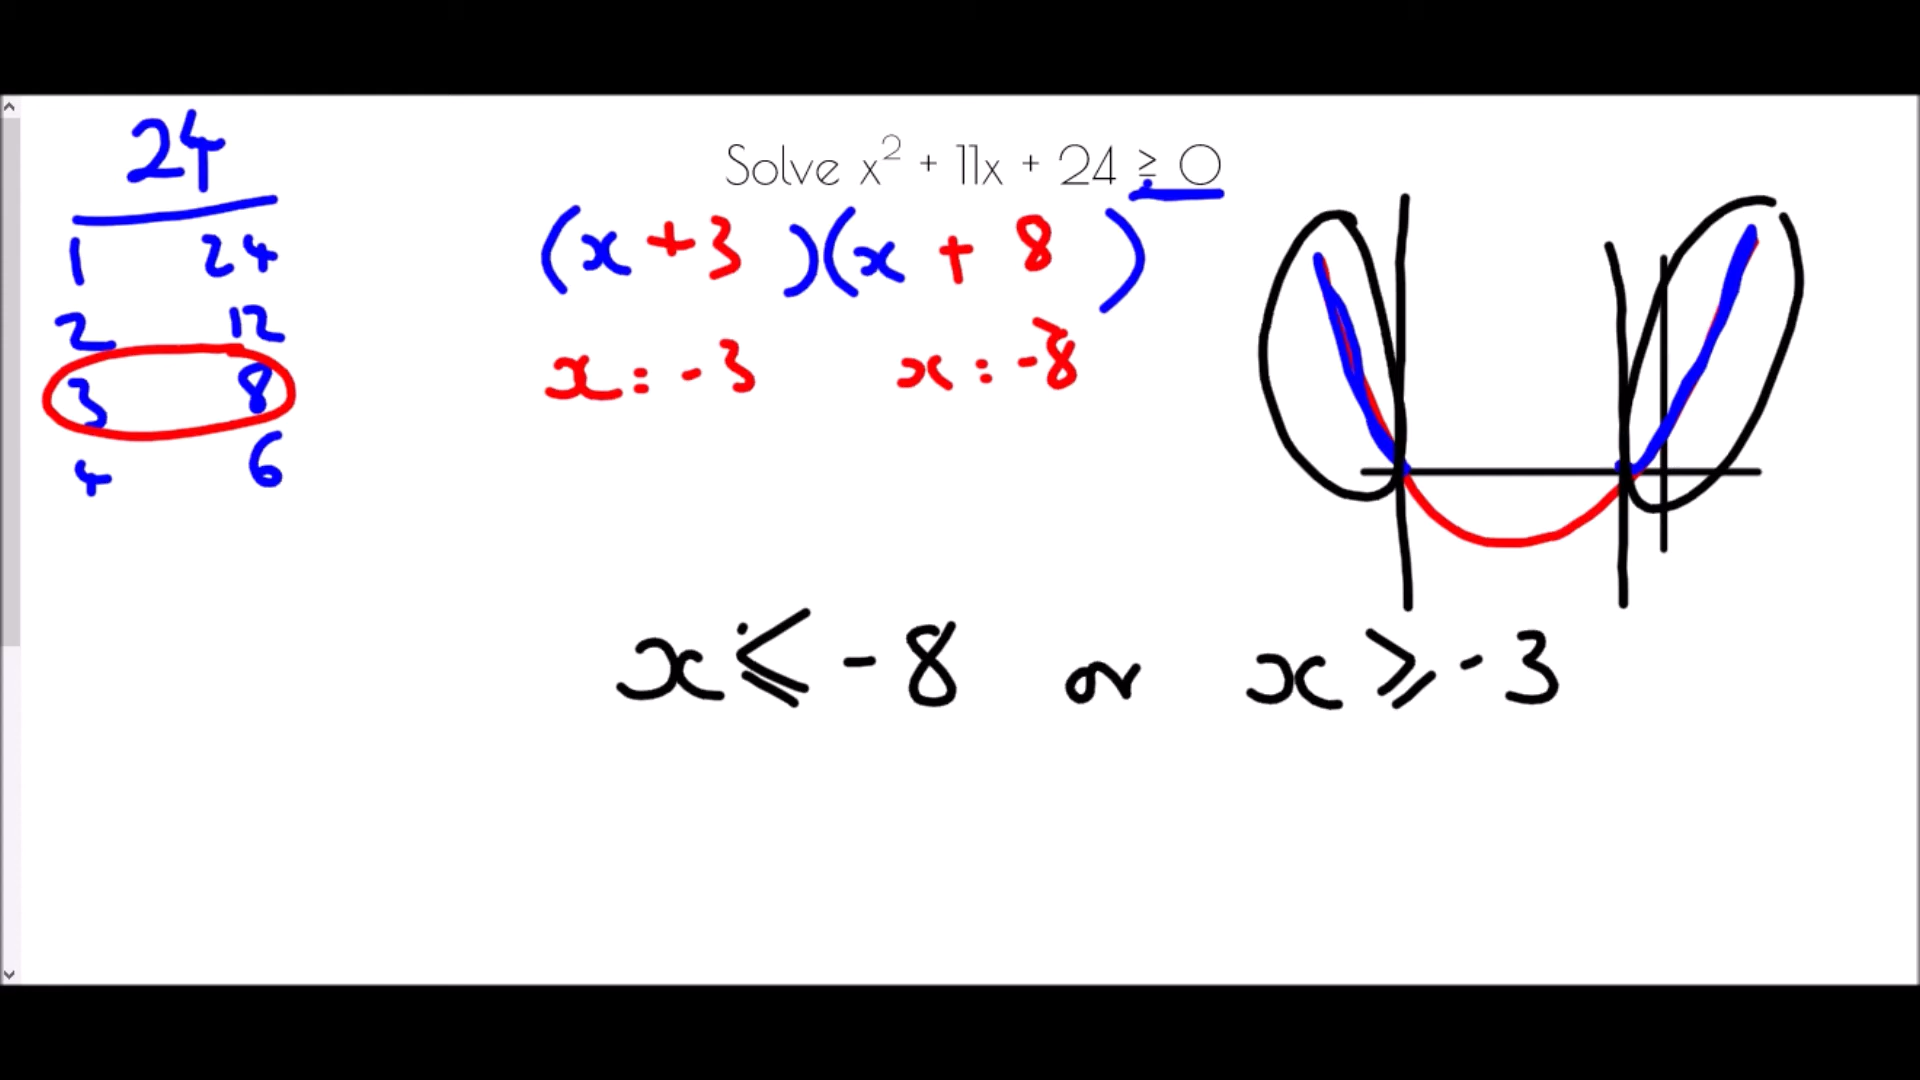 24
1 24
2 12
3 8
4 6
Solve x² + 11x + 24 ≥ 0
(x + 3 )(x + 8 )
x = -3 x = -8
x ≤ -8 or x ≥ -3